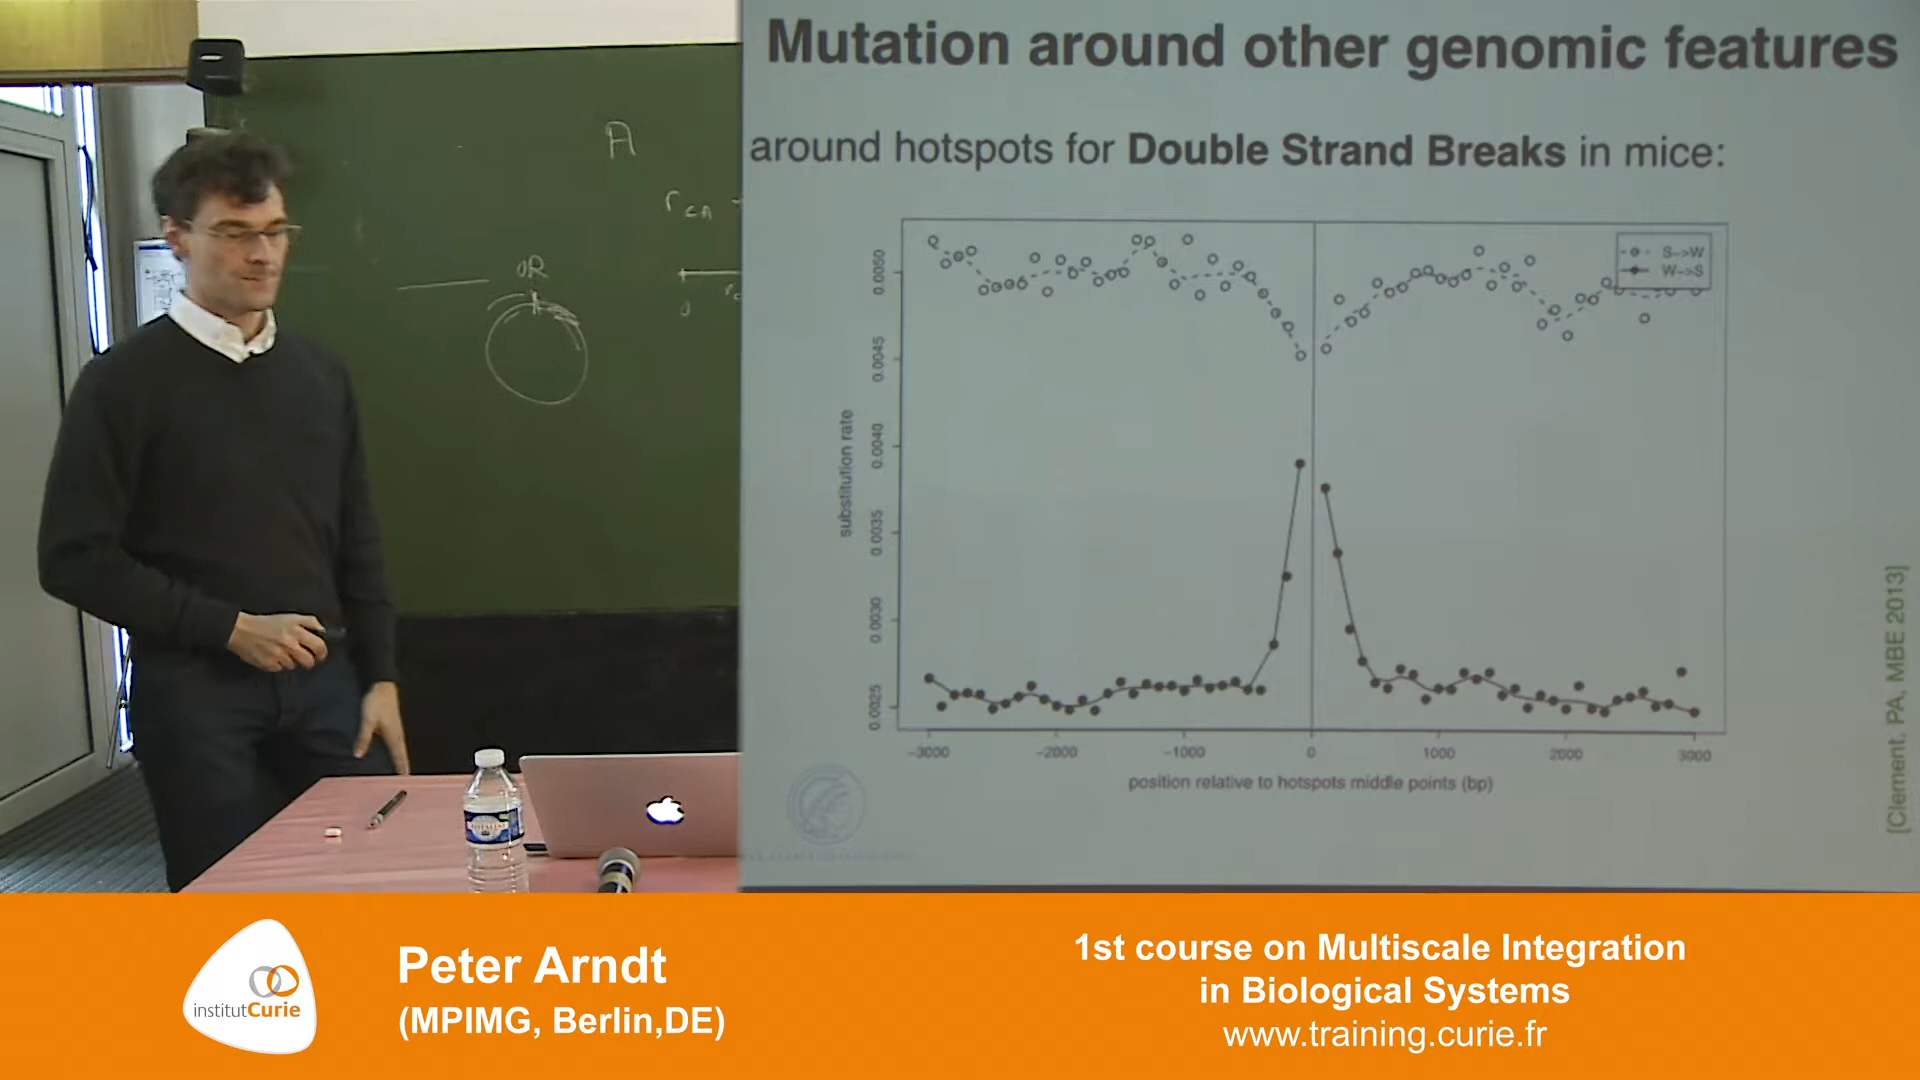 Mutation around other genomic features
around hotspots for Double Strand Breaks in mice:
A
r CA
OR
0
S->W
W->S
0.0050
0.0045
0.0040
0.0035
0.0030
0.0025
substitution rate
-3000 -2000 -1000 0 1000 2000 3000
position relative to hotspots middle points (bp)
[Clement, PA, MBE 2013]
institutCurie
Peter Arndt
(MPIMG, Berlin,DE)
1st course on Multiscale Integration
in Biological Systems
www.training.curie.fr